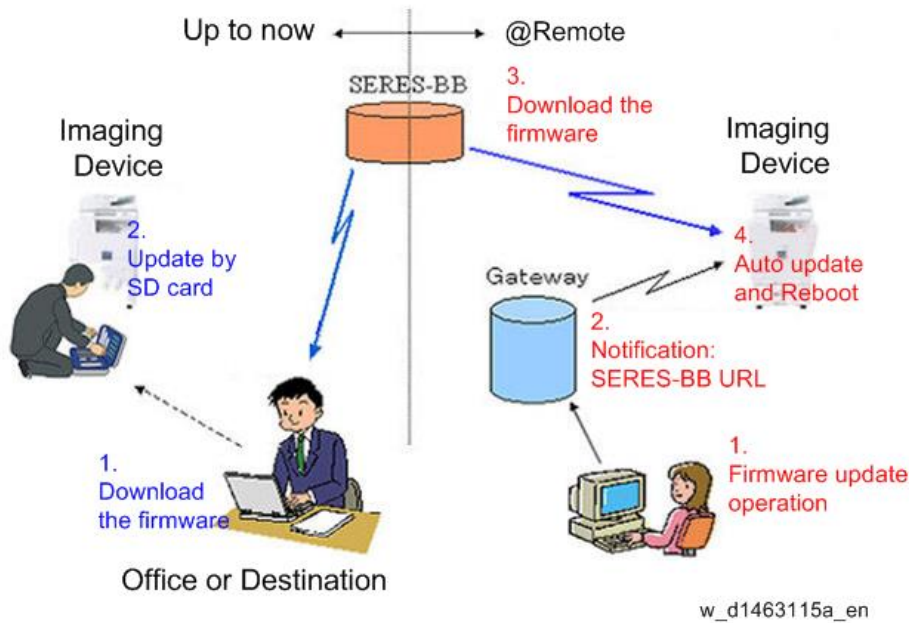 Up to now
@Remote
SERES-BB
3.
Download the
firmware
Imaging
Device
Imaging
Device
2.
Update by
SD card
4.
Auto update
and Reboot
Gateway
2.
Notification:
SERES-BB URL
1.
Download
the firmware
1.
Firmware update
operation
Office or Destination
w_d1463115a_en